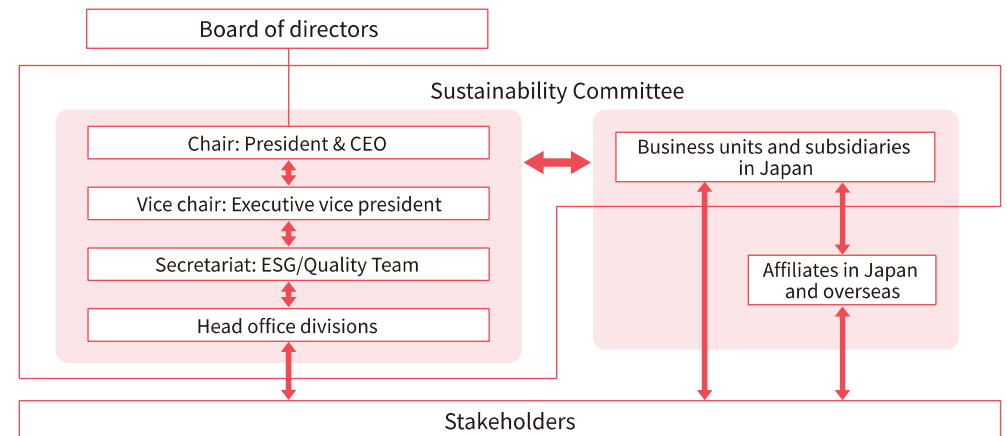 Board of directors
Sustainability Committee
Chair: President & CEO
Vice chair: Executive vice president
Secretariat: ESG/Quality Team
Head office divisions
Business units and subsidiaries
in Japan
Affiliates in Japan
and overseas
Stakeholders